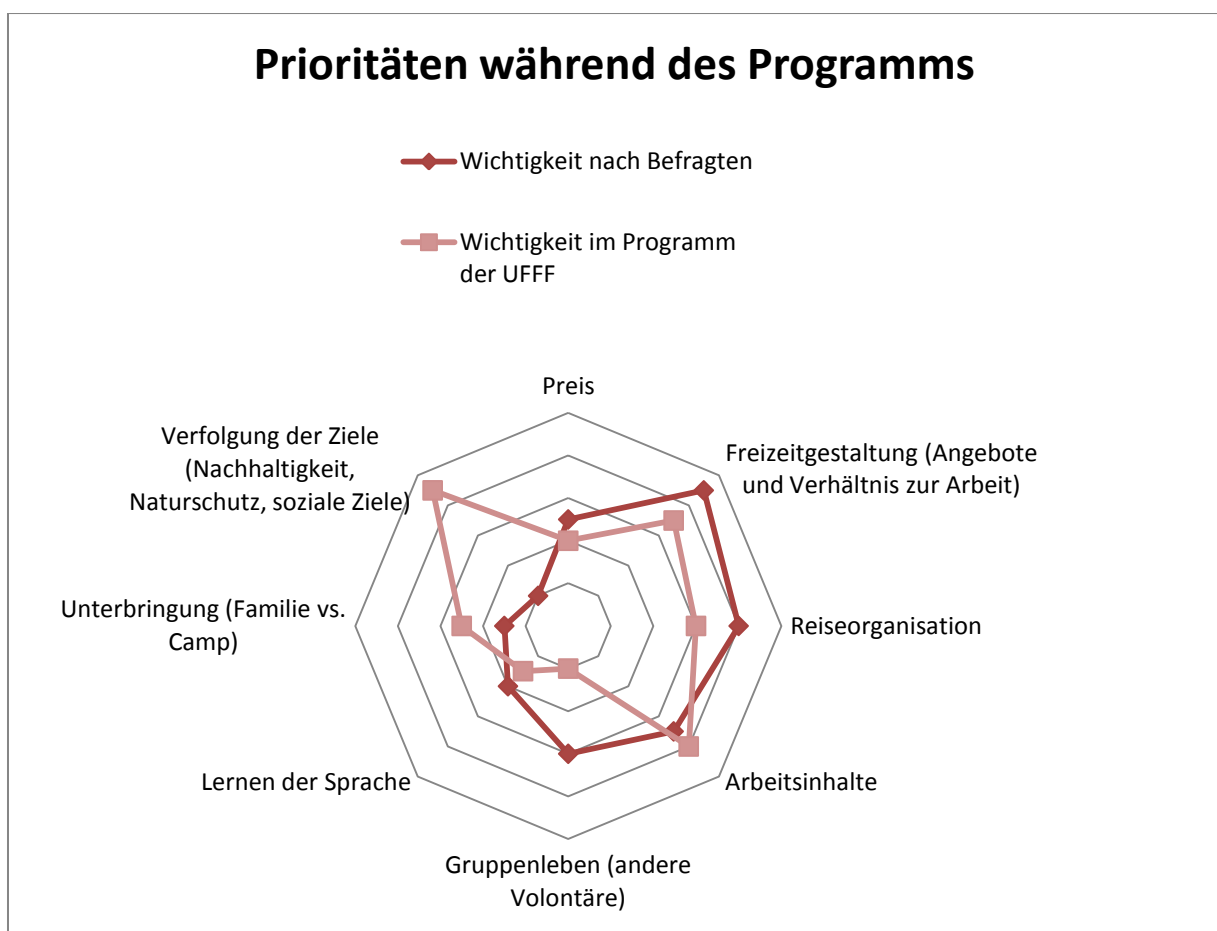 Prioritäten während des Programms
Wichtigkeit nach Befragten
Wichtigkeit im Programm
der UFFF
Preis
Freizeitgestaltung (Angebote
und Verhältnis zur Arbeit)
Reiseorganisation
Arbeitsinhalte
Gruppenleben (andere
Volontäre)
Lernen der Sprache
Unterbringung (Familie vs.
Camp)
Verfolgung der Ziele
(Nachhaltigkeit,
Naturschutz, soziale Ziele)